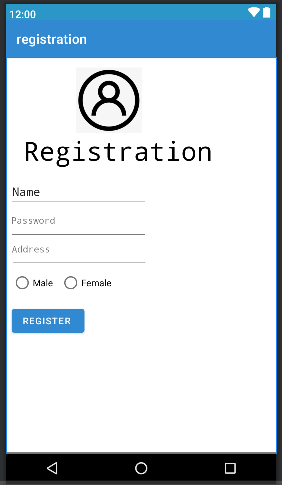 12:00
registration
Registration
Name
Password
Address
Male Female
REGISTER